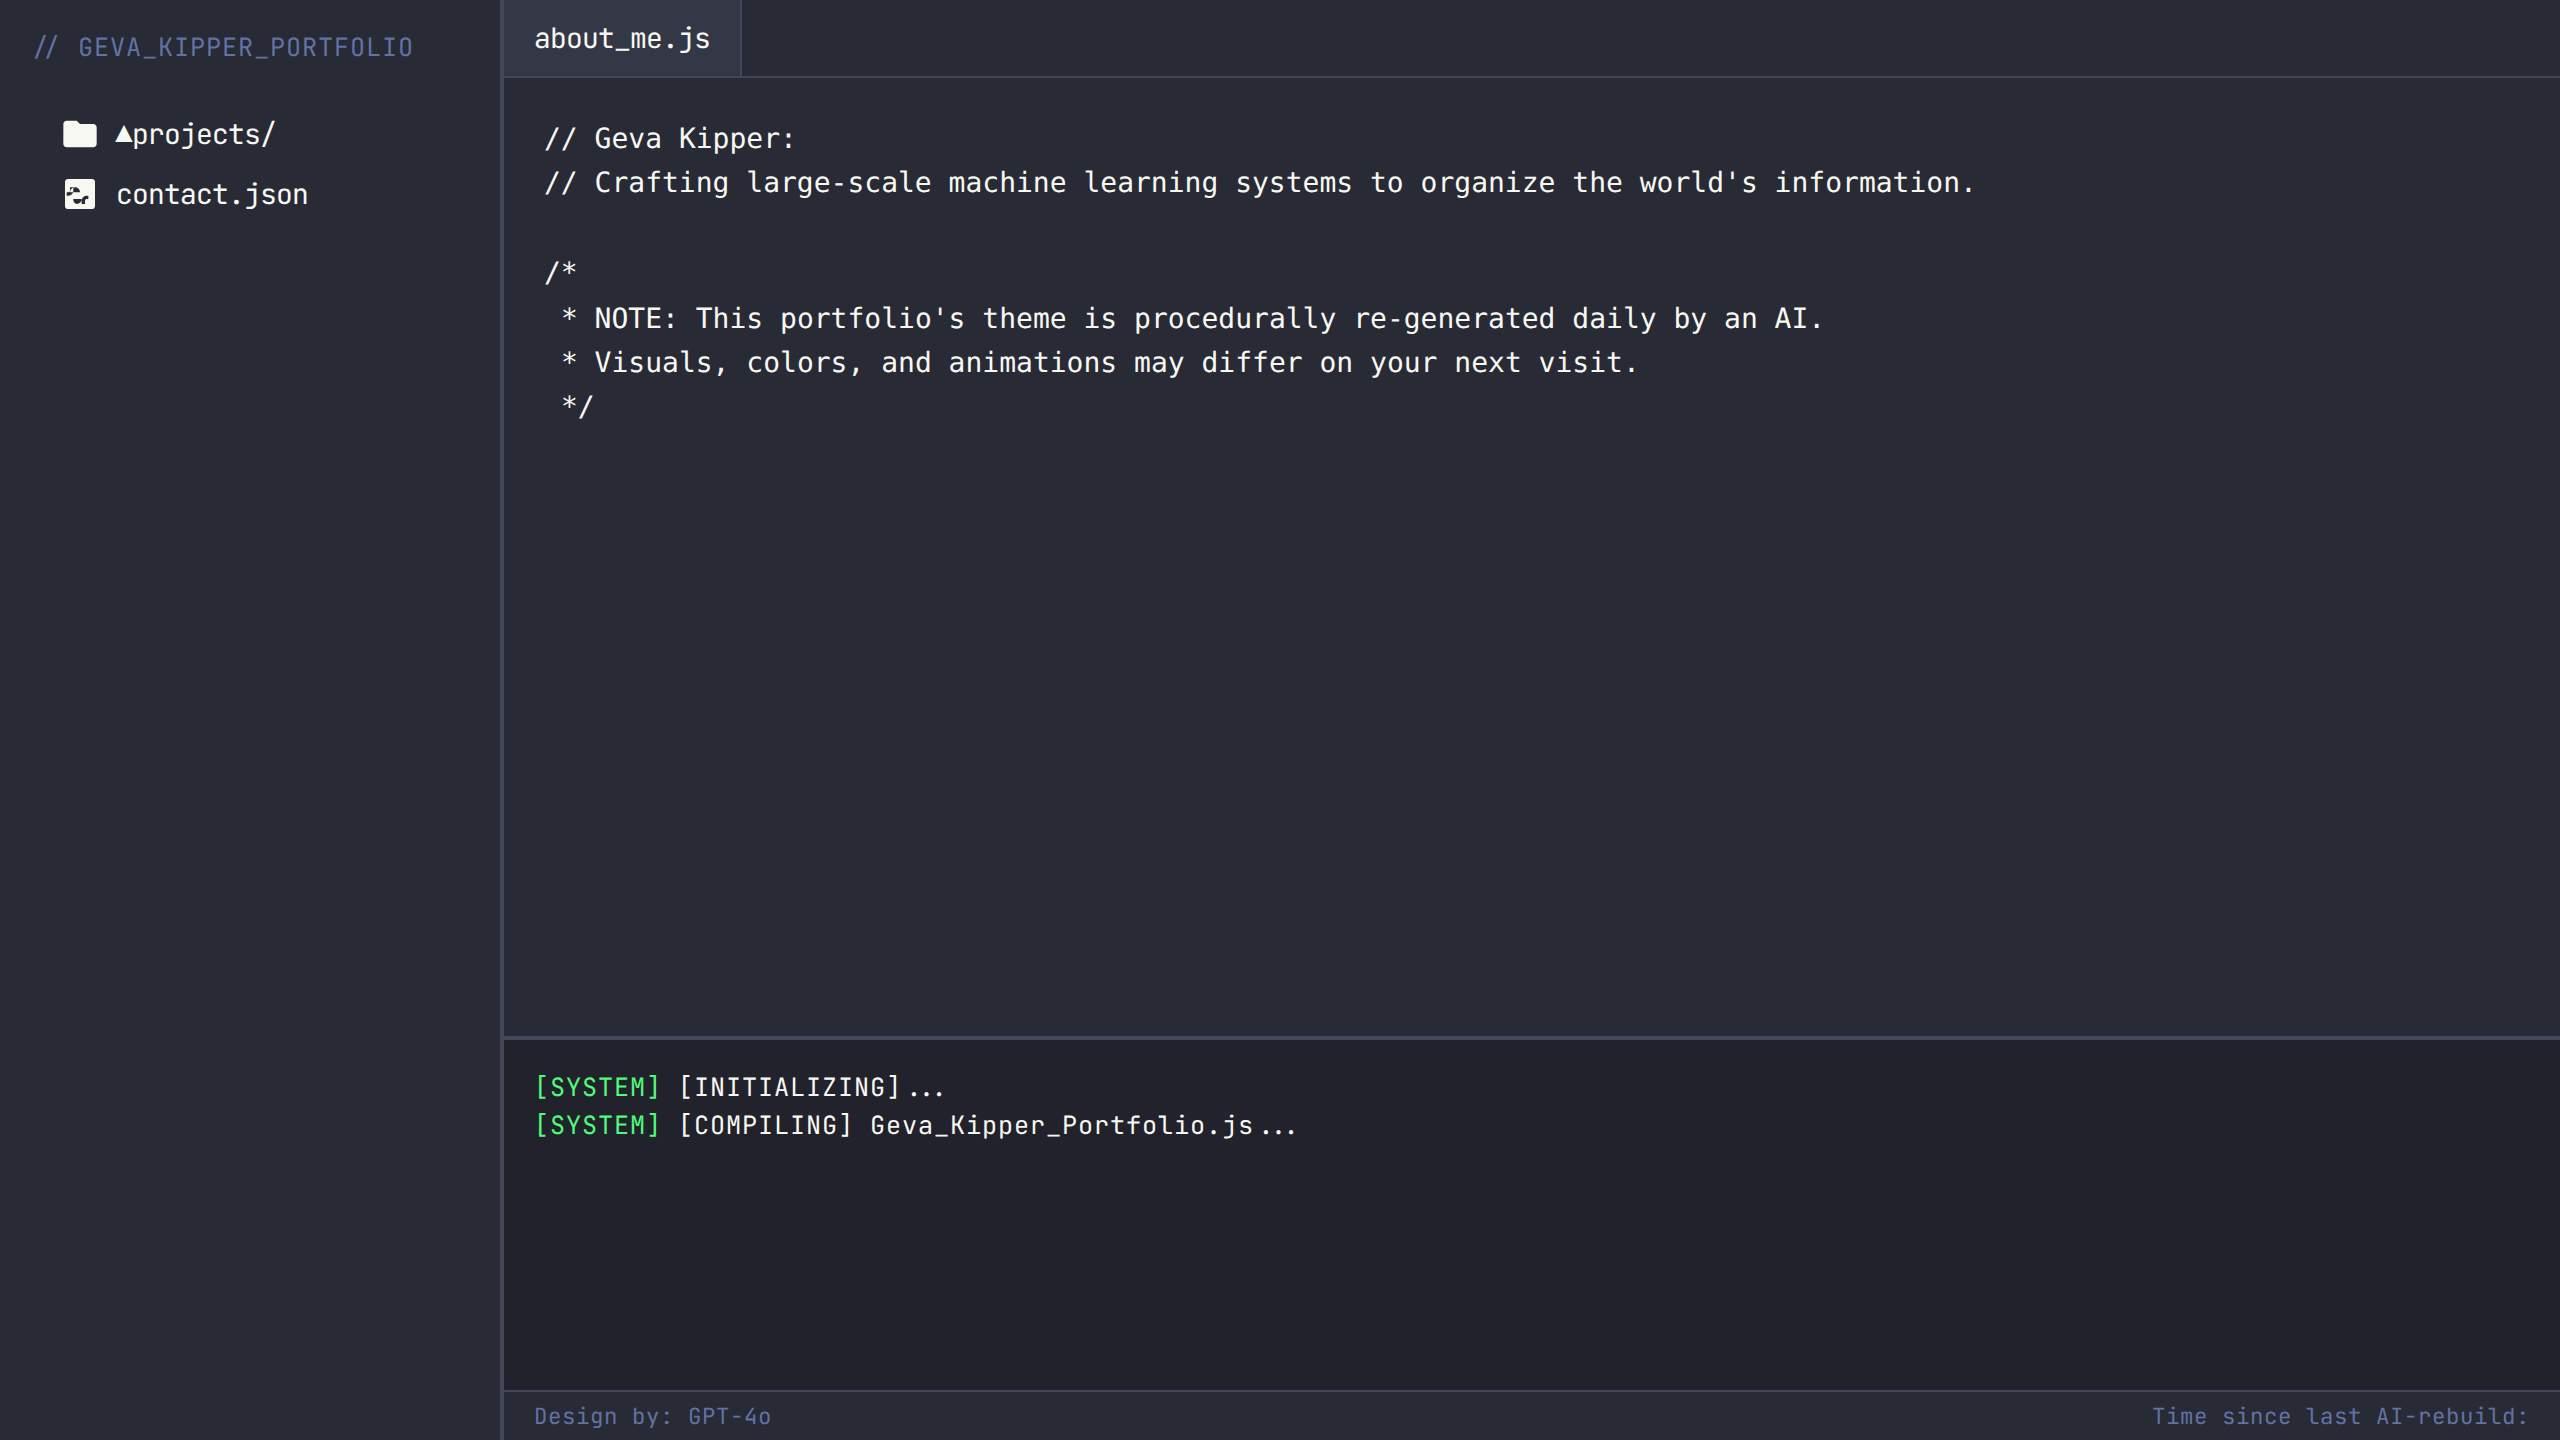 // GEVA_KIPPER_PORTFOLIO
▲projects/
contact.json
about_me.js
// Geva Kipper:
// Crafting large-scale machine learning systems to organize the world's information.
/*
 * NOTE: This portfolio's theme is procedurally re-generated daily by an AI.
 * Visuals, colors, and animations may differ on your next visit.
 */
[SYSTEM] [INITIALIZING]...
[SYSTEM] [COMPILING] Geva_Kipper_Portfolio.js...
Design by: GPT-4o
Time since last AI-rebuild: